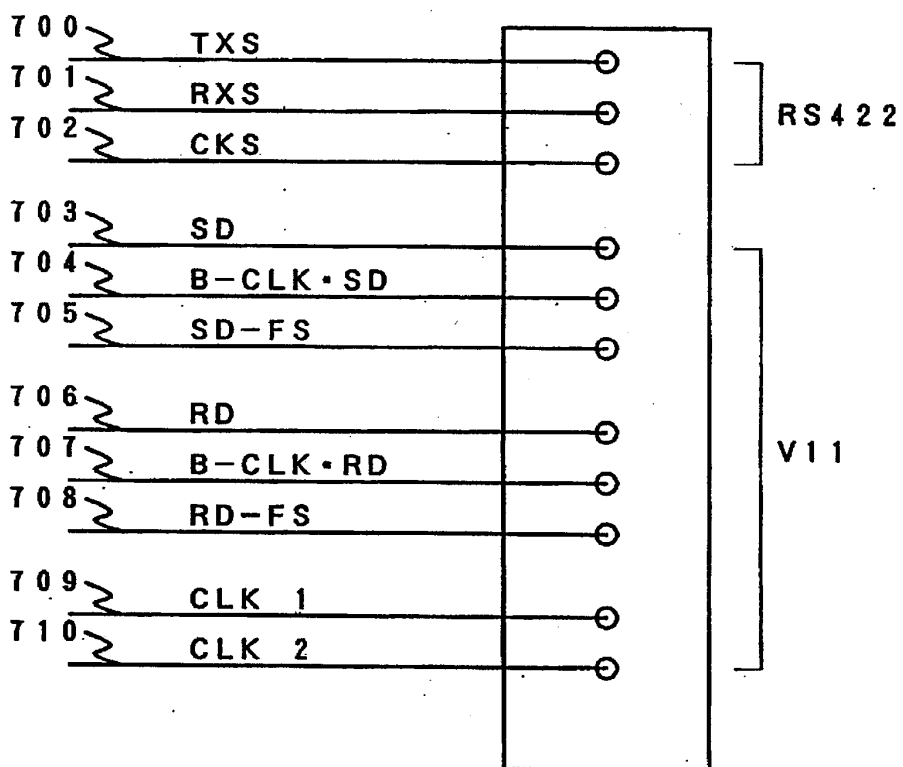 700 TXS
701 RXS
702 CKS
RS422
703 SD
704 B-CLK·SD
705 SD-FS
706 RD
707 B-CLK·RD
708 RD-FS
V11
709 CLK 1
710 CLK 2